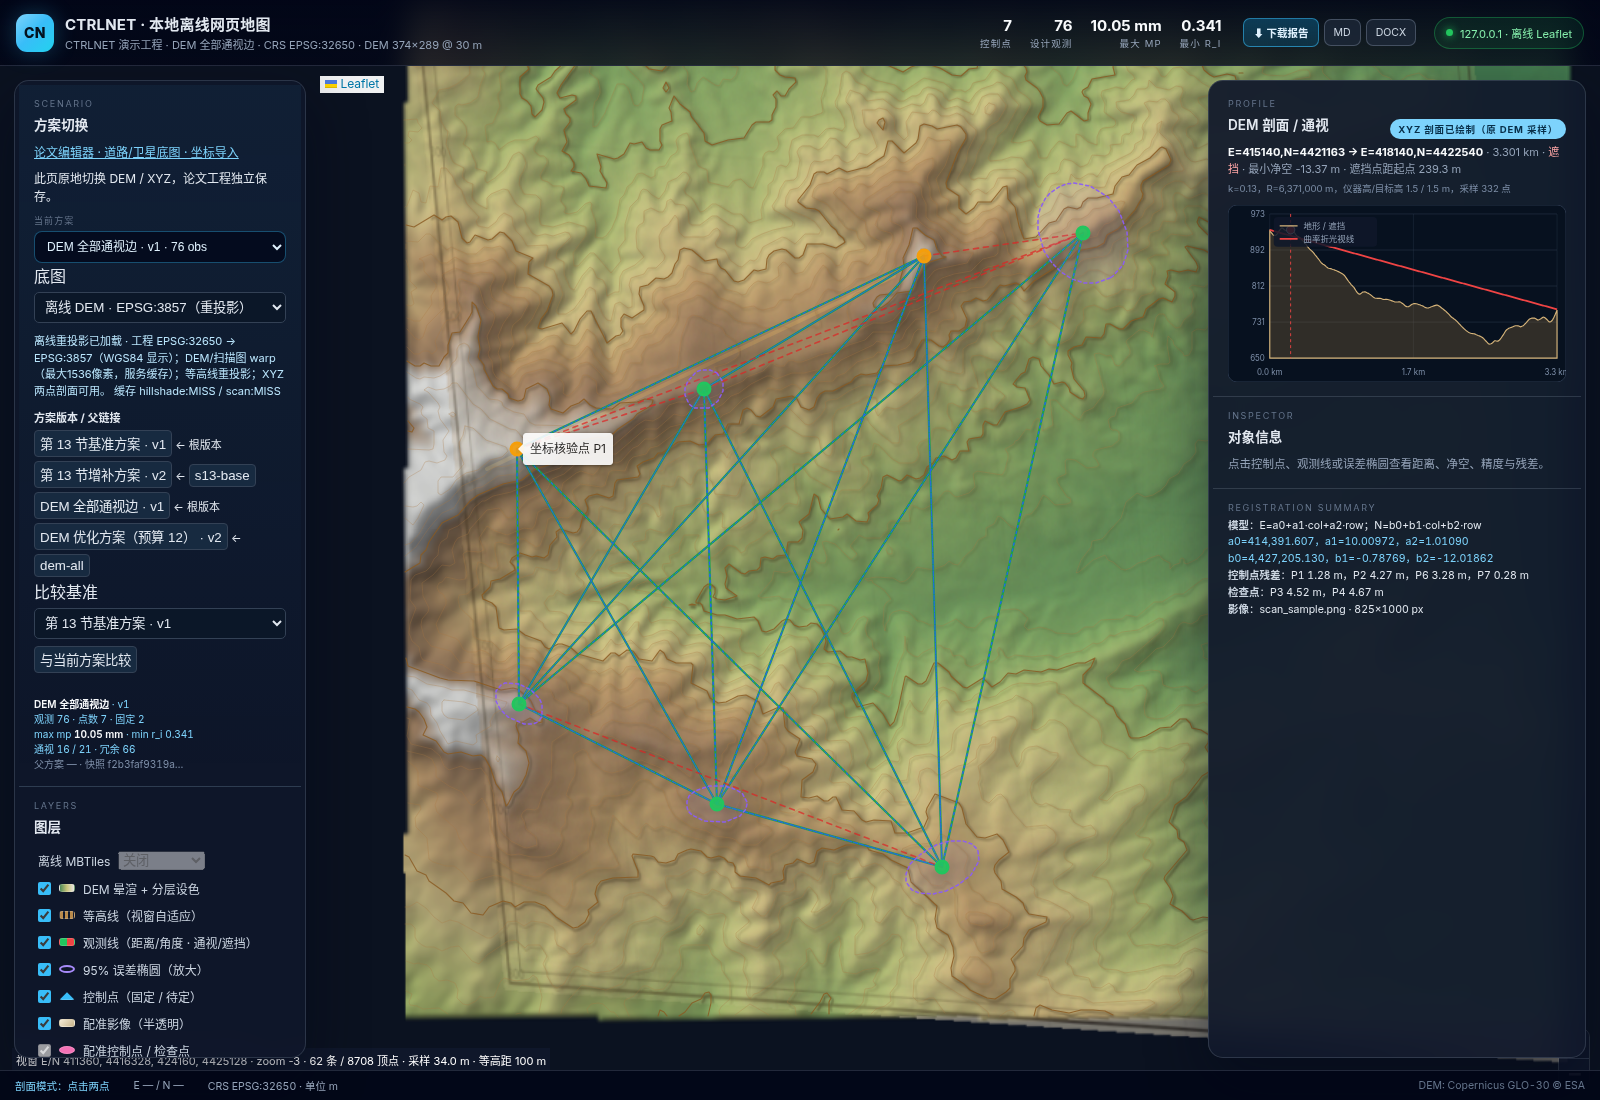 CN
CTRLNET · 本地离线网页地图
CTRLNET 演示工程 · DEM 全部通视边 · CRS EPSG:32650 · DEM 374×289 @ 30 m
7
控制点
76
设计观测
10.05 mm
最大 MP
0.341
最小 R_I
⬇ 下载报告
MD
DOCX
127.0.0.1 · 离线 Leaflet
SCENARIO
方案切换
论文编辑器 · 道路/卫星底图 · 坐标导入
此页原地切换 DEM / XYZ，论文工程独立保
存。
当前方案
DEM 全部通视边 · v1 · 76 obs
底图
离线 DEM · EPSG:3857（重投影）
离线重投影已加载 · 工程 EPSG:32650 →
EPSG:3857（WGS84 显示）；DEM/扫描图 warp
（最大1536像素，服务缓存）；等高线重投影；XYZ
两点剖面可用。 缓存 hillshade:MISS / scan:MISS
方案版本 / 父链接
第 13 节基准方案 · v1 ← 根版本
第 13 节增补方案 · v2 ← s13-base
DEM 全部通视边 · v1 ← 根版本
DEM 优化方案（预算 12） · v2 ←
dem-all
比较基准
第 13 节基准方案 · v1
与当前方案比较
DEM 全部通视边 · v1
观测 76 · 点数 7 · 固定 2
max mp 10.05 mm · min r_i 0.341
通视 16 / 21 · 冗余 66
父方案 — · 快照 f2b3faf9319a…
LAYERS
图层
离线 MBTiles 关闭
DEM 晕渲 + 分层设色
等高线（视窗自适应）
观测线（距离/角度 · 通视/遮挡）
95% 误差椭圆（放大）
控制点（固定 / 待定）
配准影像（半透明）
配准控制点 / 检查点
Leaflet
坐标核验点 P1
PROFILE
DEM 剖面 / 通视
XYZ 剖面已绘制（原 DEM 采样）
E=415140,N=4421163 → E=418140,N=4422540 · 3.301 km · 遮
挡 · 最小净空 -13.37 m · 遮挡点距起点 239.3 m
k=0.13，R=6,371,000 m，仪器高/目标高 1.5 / 1.5 m，采样 332 点
973
892
812
731
650
地形 / 遮挡
曲率折光视线
0.0 km
1.7 km
3.3 km
INSPECTOR
对象信息
点击控制点、观测线或误差椭圆查看距离、净空、精度与残差。
REGISTRATION SUMMARY
模型：E=a0+a1·col+a2·row；N=b0+b1·col+b2·row
a0=414,391.607，a1=10.00972，a2=1.01090
b0=4,427,205.130，b1=-0.78769，b2=-12.01862
控制点残差：P1 1.28 m，P2 4.27 m，P6 3.28 m，P7 0.28 m
检查点：P3 4.52 m，P4 4.67 m
影像：scan_sample.png · 825×1000 px
视窗 E/N 411360, 4416328, 424160, 4425128 · zoom -3 · 62 条 / 8708 顶点 · 采样 34.0 m · 等高距 100 m
剖面模式：点击两点
E — / N —
CRS EPSG:32650 · 单位 m
DEM: Copernicus GLO-30 © ESA